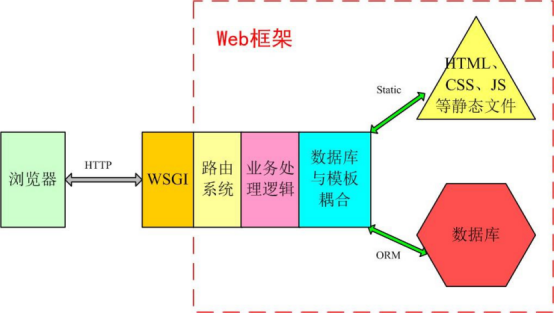 Web框架
HTML、
CSS、JS
等静态文件
Static
浏览器
HTTP
WSGI
路由
系统
业务处
理逻辑
数据库
与模板
耦合
数据库
ORM